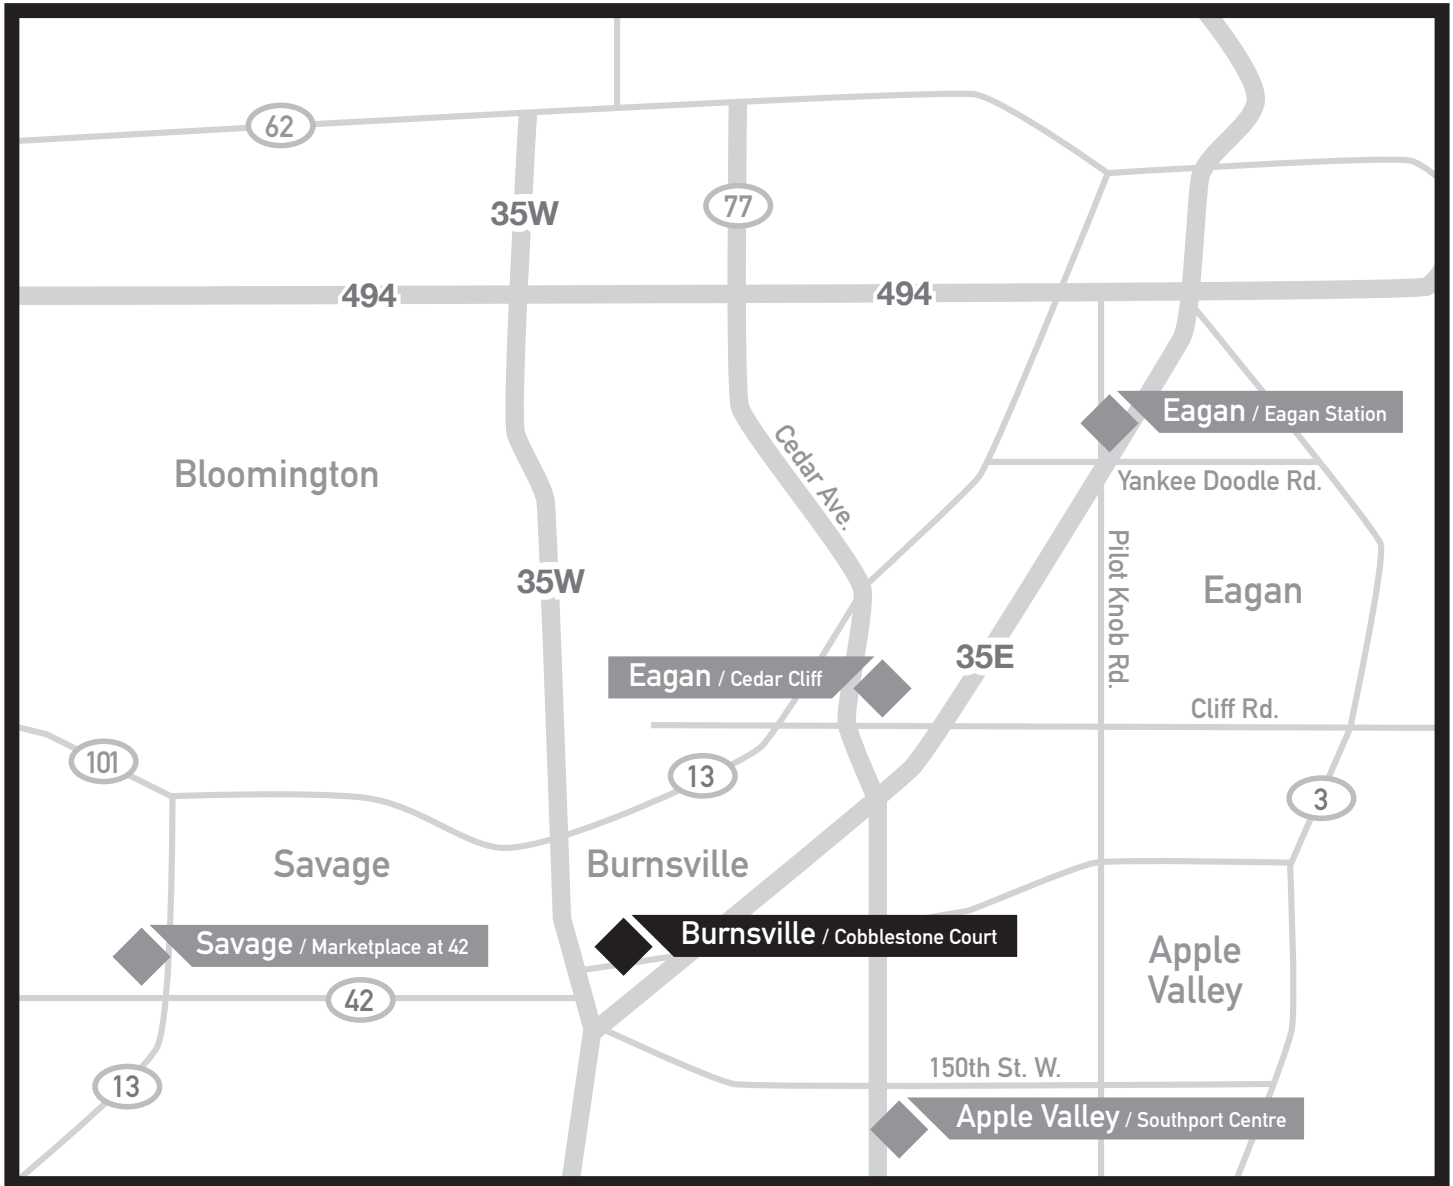 62
35W
77
494
494
Eagan / Eagan Station
Cedar Ave.
Bloomington
Yankee Doodle Rd.
Pilot Knob Rd.
35W
Eagan
35E
Eagan / Cedar Cliff
Cliff Rd.
101
13
3
Savage
Burnsville
Savage / Marketplace at 42
Burnsville / Cobblestone Court
Apple
Valley
42
150th St. W.
13
Apple Valley / Southport Centre